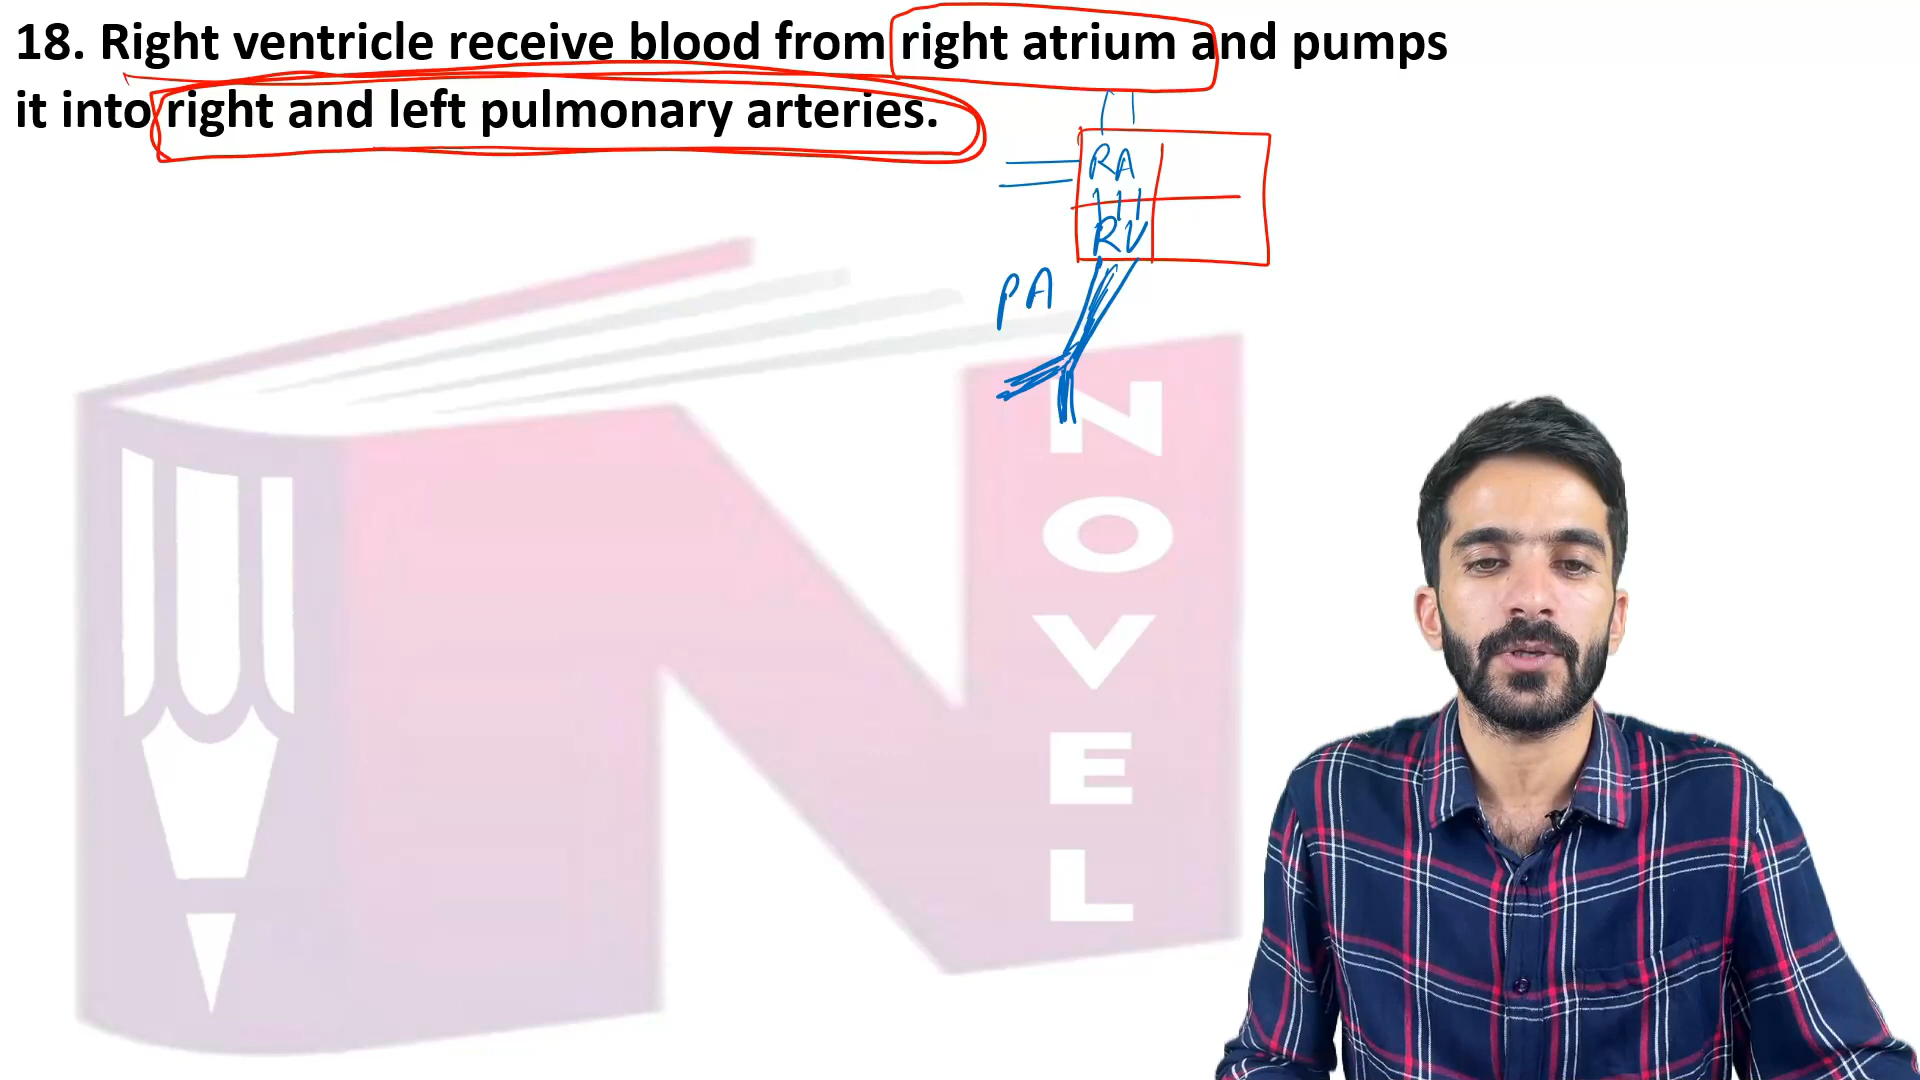 18. Right ventricle receive blood from right atrium and pumps
it into right and left pulmonary arteries.
RA
RV
PA
NOVEL